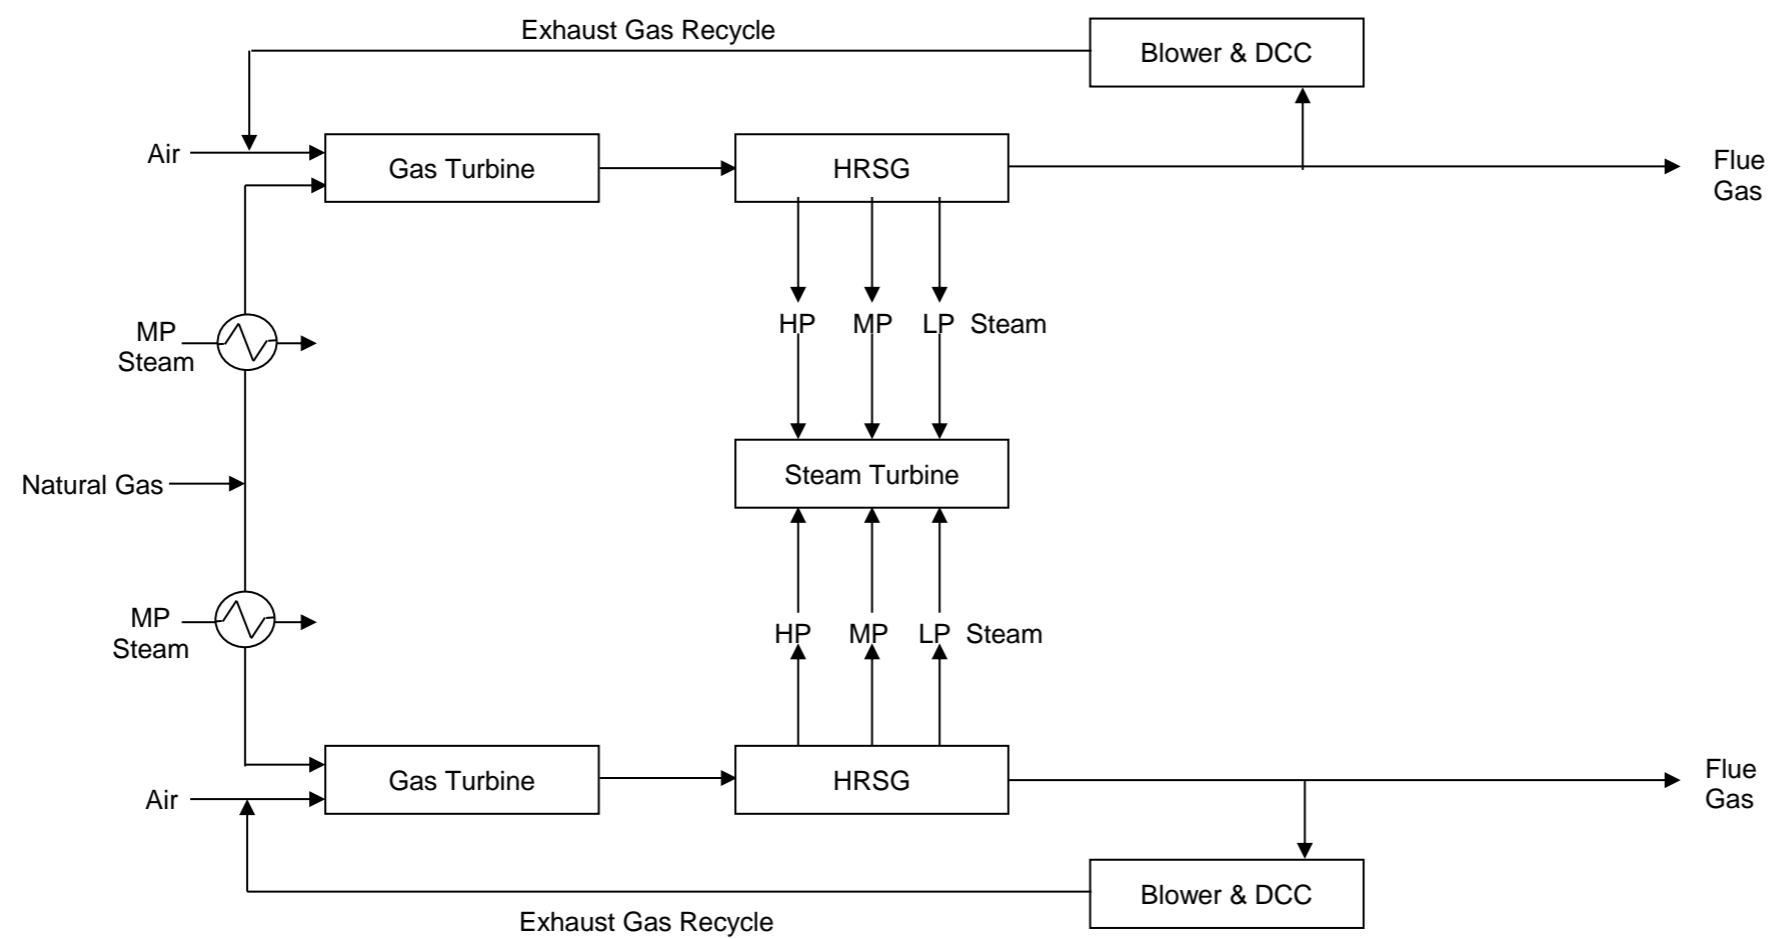 Exhaust Gas Recycle
Blower & DCC
Air
Gas Turbine
HRSG
Flue
Gas
HP MP LP Steam
MP
Steam
Steam Turbine
Natural Gas
MP
Steam
HP MP LP Steam
Air
Gas Turbine
HRSG
Flue
Gas
Blower & DCC
Exhaust Gas Recycle